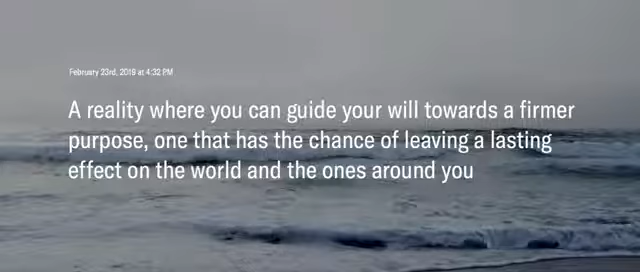 February 23rd, 2019 at 4:32 PM
A reality where you can guide your will towards a firmer
purpose, one that has the chance of leaving a lasting
effect on the world and the ones around you